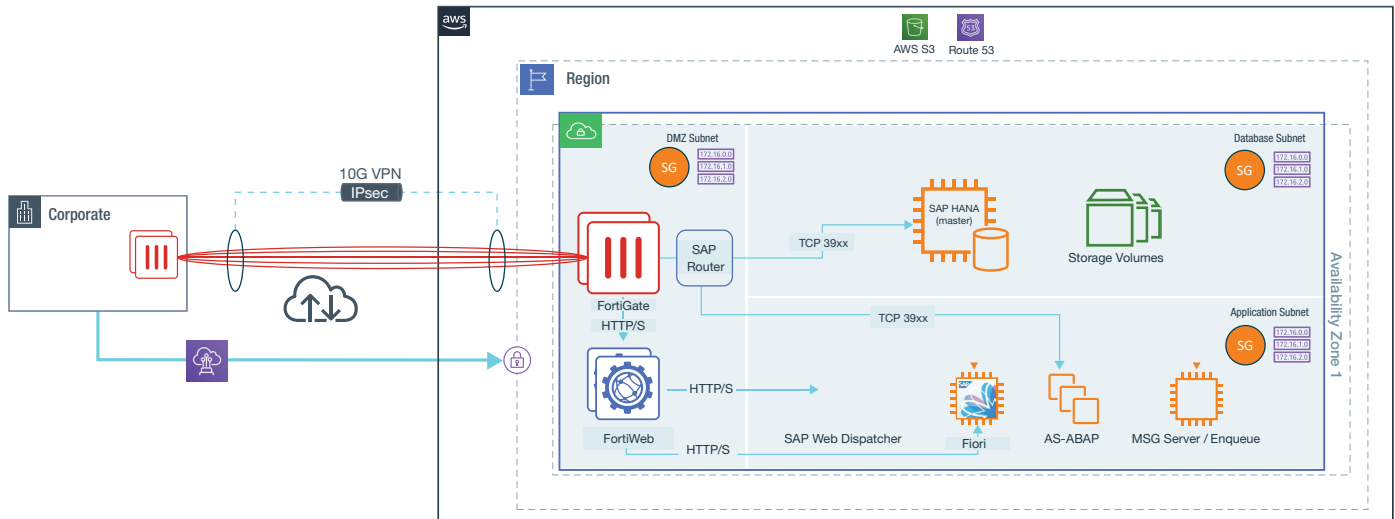 aws
AWS S3
Route 53
Region
DMZ Subnet
SG
172.16.0.0
172.16.1.0
172.16.2.0
Database Subnet
SG
172.16.0.0
172.16.1.0
172.16.2.0
10G VPN
IPsec
Corporate
SAP HANA
(master)
SAP
Router
TCP 39xx
Storage Volumes
Availability Zone 1
FortiGate
HTTP/S
TCP 39xx
Application Subnet
SG
172.16.0.0
172.16.1.0
172.16.2.0
HTTP/S
FortiWeb
HTTP/S
SAP Web Dispatcher
Fiori
AS-ABAP
MSG Server / Enqueue